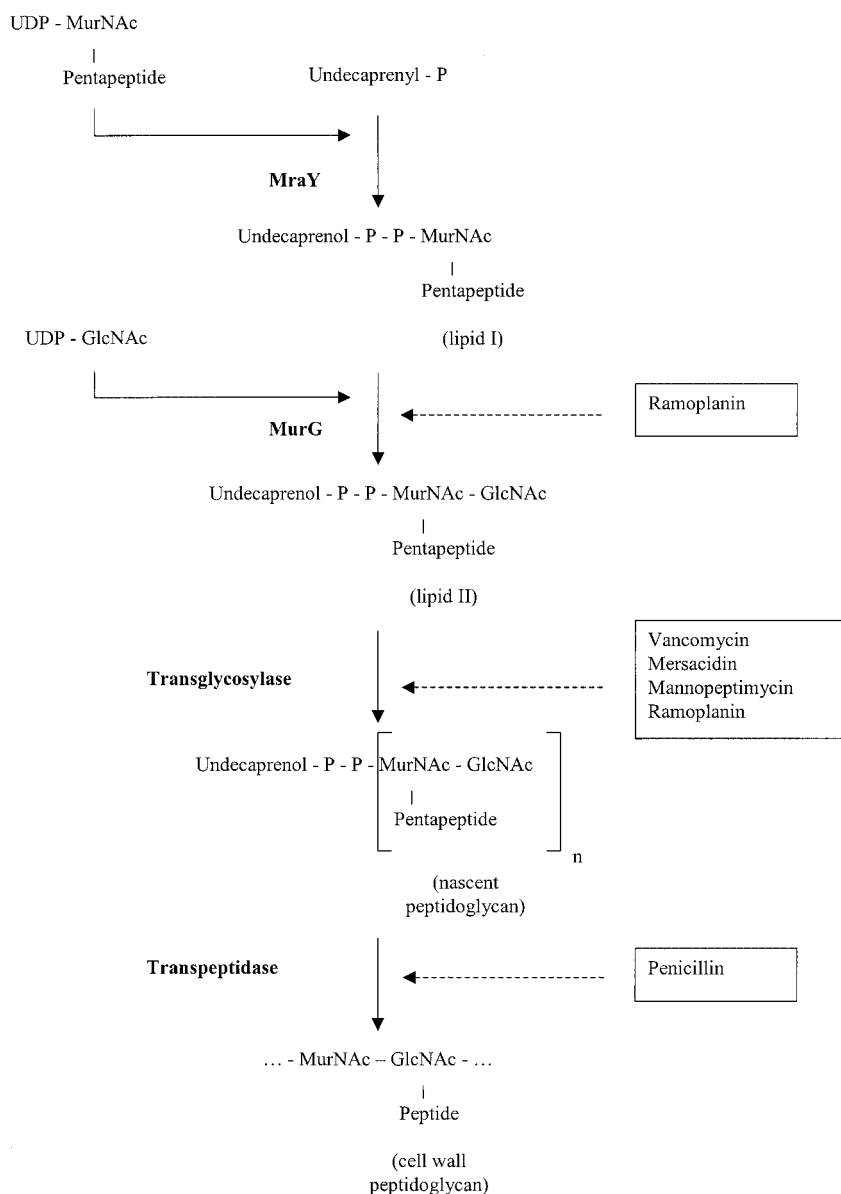 UDP - MurNAc
Pentapeptide
Undecaprenyl - P
MraY
Undecaprenol - P - P - MurNAc
Pentapeptide
(lipid I)
UDP - GlcNAc
MurG
Ramoplanin
Undecaprenol - P - P - MurNAc - GlcNAc
Pentapeptide
(lipid II)
Transglycosylase
Vancomycin
Mersacidin
Mannopeptimycin
Ramoplanin
Undecaprenol - P - P - MurNAc - GlcNAc
Pentapeptide
n
(nascent
peptidoglycan)
Transpeptidase
Penicillin
... - MurNAc – GlcNAc - ...
Peptide
(cell wall
peptidoglycan)